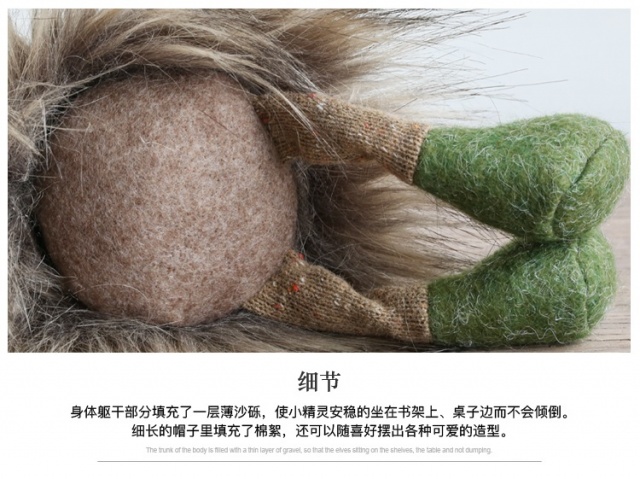 细节
身体躯干部分填充了一层薄沙砾，使小精灵安稳的坐在书架上、桌子边而不会倾倒。
细长的帽子里填充了棉絮，还可以随喜好摆出各种可爱的造型。
The trunk of the body is filled with a thin layer of gravel, so that the elves sitting on the shelves, the table and not dumping.